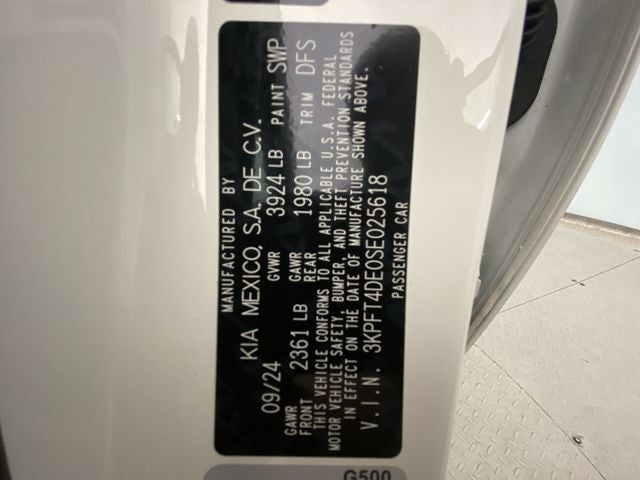 MANUFACTURED BY
KIA MEXICO, S.A. DE C.V.
09/24 GVWR 3924 LB PAINT SWP
GAWR FRONT 2361 LB GAWR REAR 1980 LB TRIM DFS
THIS VEHICLE CONFORMS TO ALL APPLICABLE U.S.A. FEDERAL
MOTOR VEHICLE SAFETY, BUMPER, AND THEFT PREVENTION STANDARDS
IN EFFECT ON THE DATE OF MANUFACTURE SHOWN ABOVE.
V.I.N. 3KPFT4DE0SE025618
PASSENGER CAR
G500